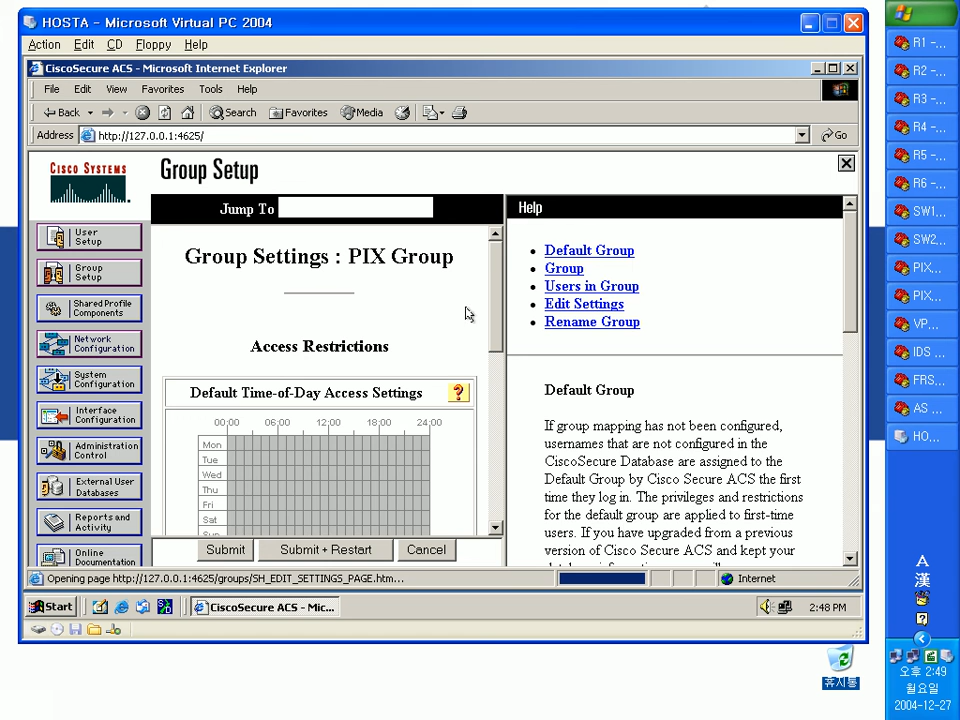 HOSTA - Microsoft Virtual PC 2004
Action Edit CD Floppy Help
CiscoSecure ACS - Microsoft Internet Explorer
File Edit View Favorites Tools Help
Back Search Favorites Media
Address http://127.0.0.1:4625/ Go
CISCO SYSTEMS
Group Setup
User Setup
Group Setup
Shared Profile Components
Network Configuration
System Configuration
Interface Configuration
Administration Control
External User Databases
Reports and Activity
Online Documentation
Jump To
Group Settings : PIX Group
Access Restrictions
Default Time-of-Day Access Settings
?
00:00 06:00 12:00 18:00 24:00
Mon
Tue
Wed
Thu
Fri
Sat
Sun
Submit Submit + Restart Cancel
Help
Default Group
Group
Users in Group
Edit Settings
Rename Group
Default Group
If group mapping has not been configured,
usernames that are not configured in the
CiscoSecure Database are assigned to the
Default Group by Cisco Secure ACS the first
time they log in. The privileges and restrictions
for the default group are applied to first-time
users. If you have upgraded from a previous
version of Cisco Secure ACS and kept your
Opening page http://127.0.0.1:4625/groups/SH_EDIT_SETTINGS_PAGE.htm...
Internet
Start CiscoSecure ACS - Mic... 2:48 PM
R1 -...
R2 -...
R3 -...
R4 -...
R5 -...
R6 -...
SW1...
SW2...
PIX...
PIX...
VP...
IDS ...
FRS...
AS ...
HO...
A
漢
?
휴지통
오후 2:49
월요일
2004-12-27